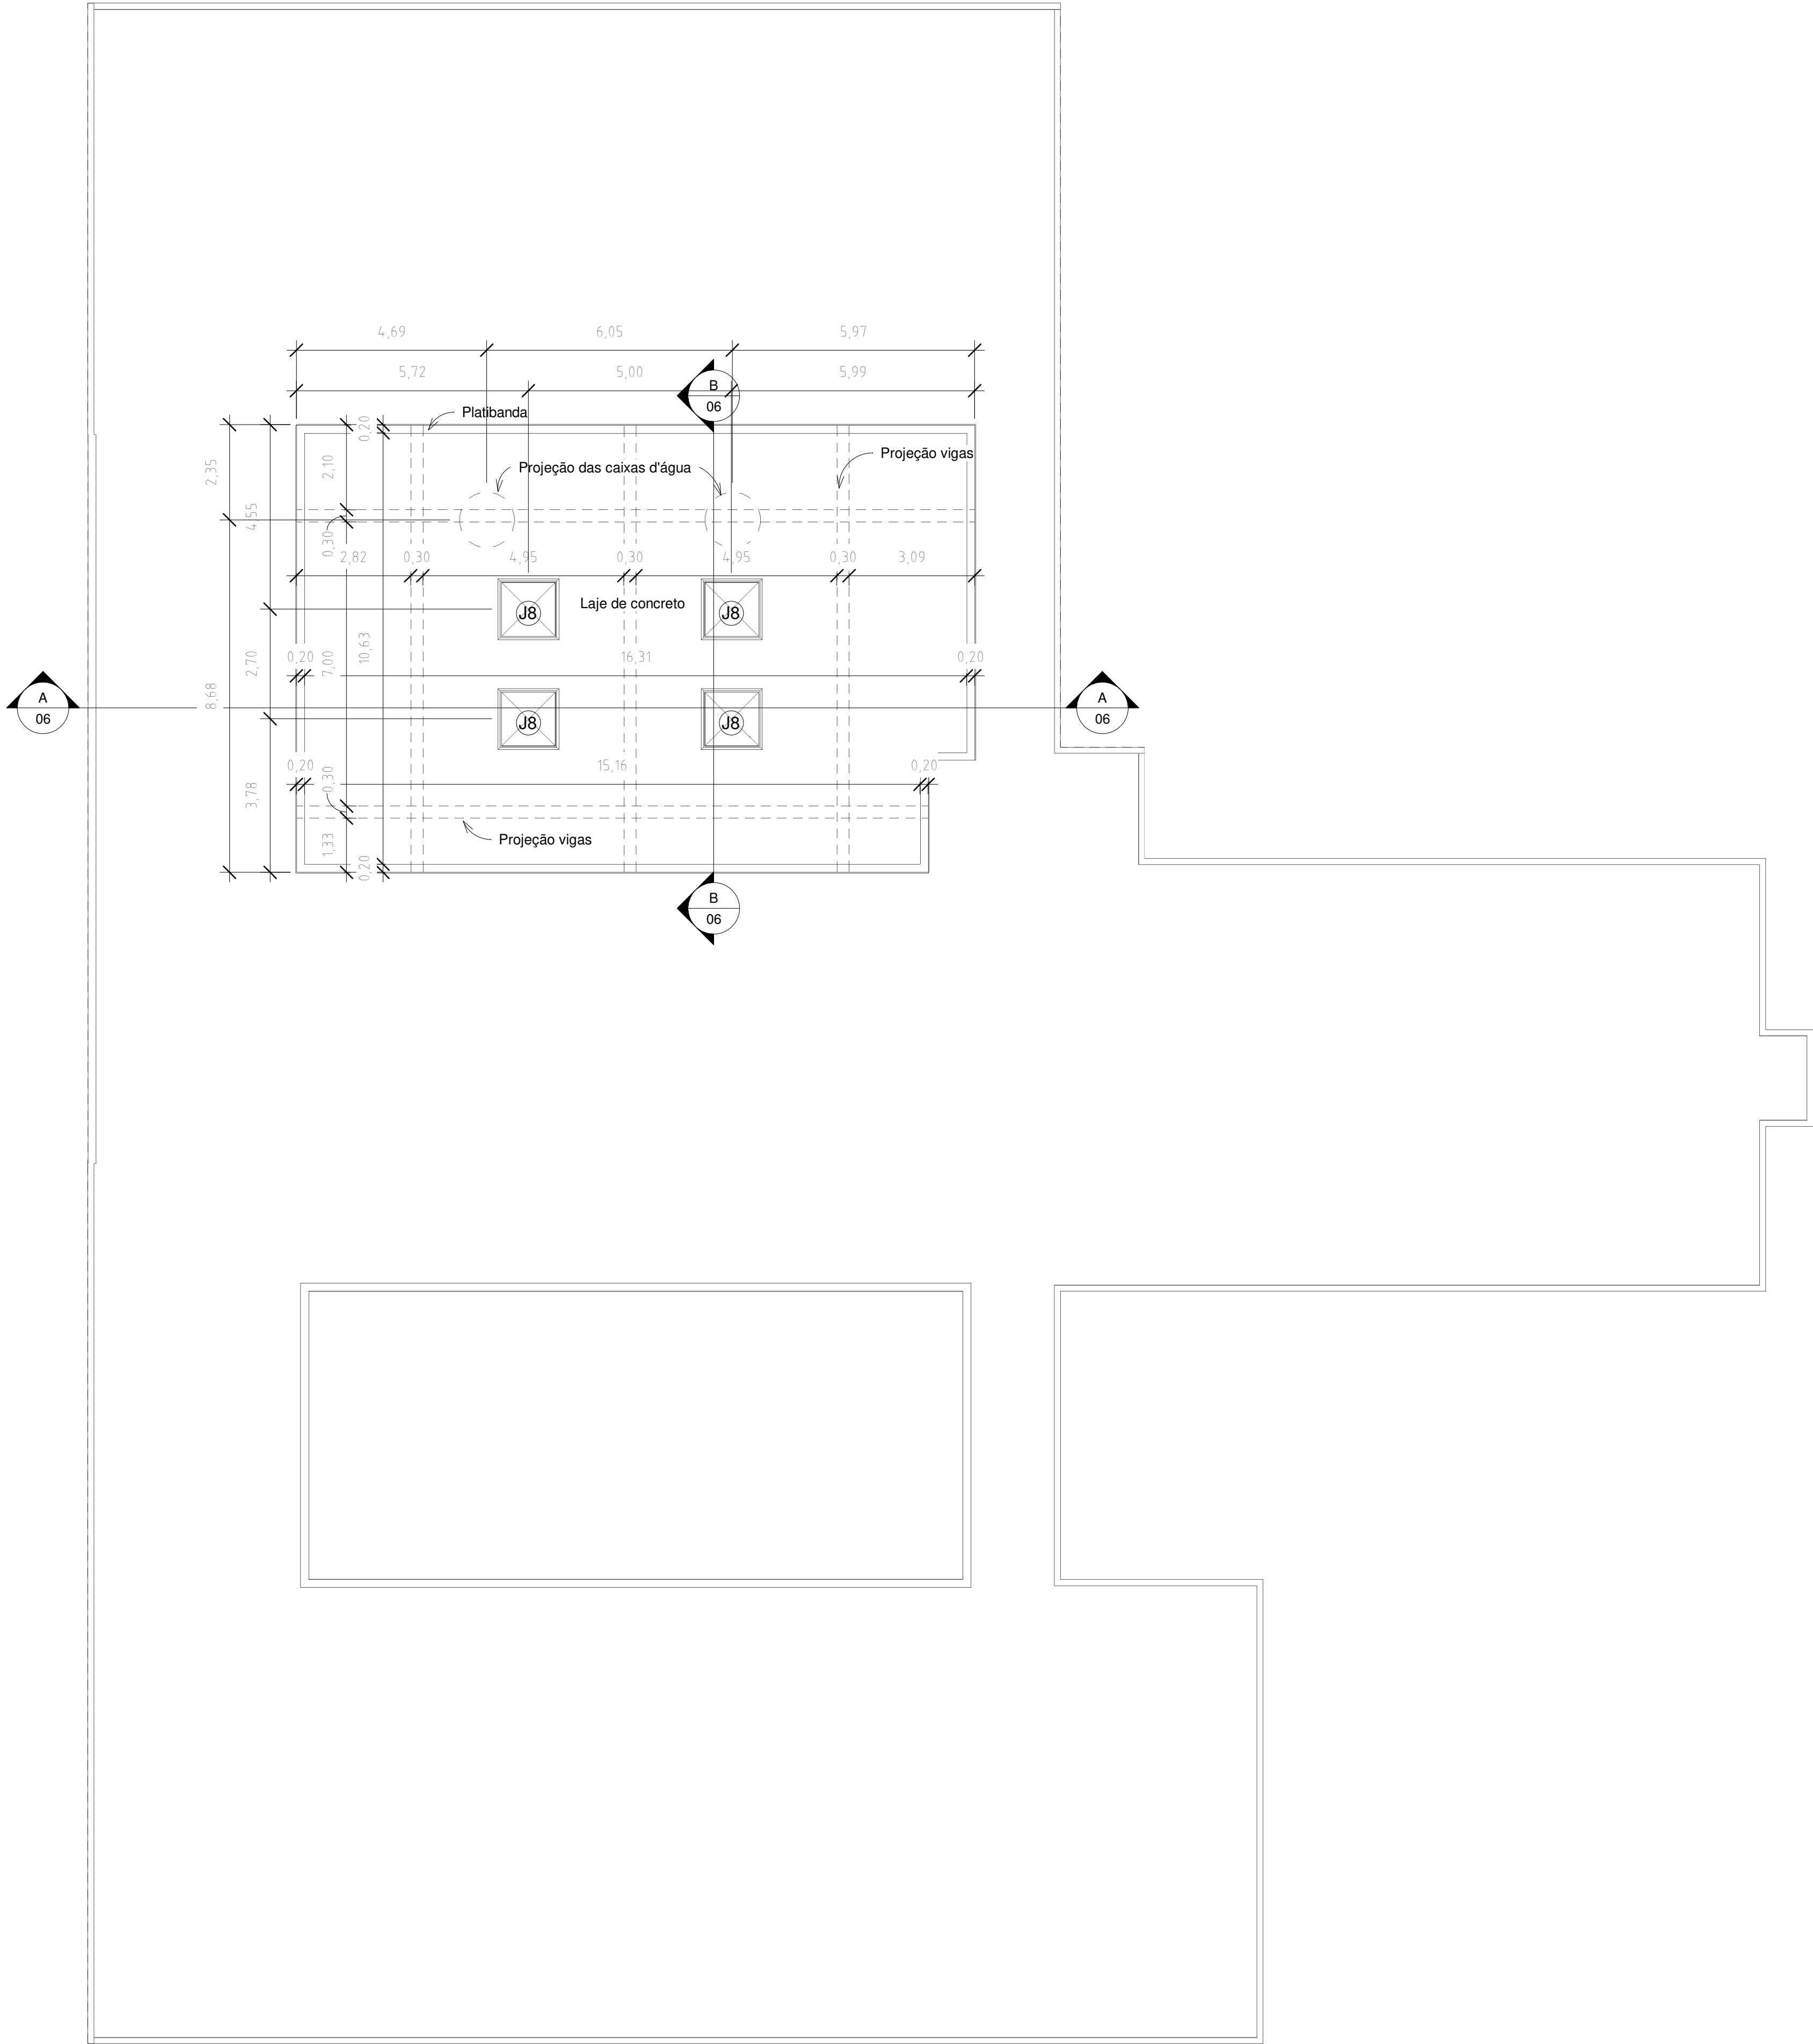 4,69 6,05 5,97
5,72 5,00 5,99
B
06
Platibanda
0,20
Projeção vigas
2,35
2,10
Projeção das caixas d'água
4,55
0,30
2,82 0,30 4,95 0,30 4,95 0,30 3,09
Laje de concreto
J8 J8
10,63
2,70
7,00
0,20 16,31 0,20
8,68
A
06
A
06
J8 J8
0,20 15,16 0,20
0,30
3,78
1,33
Projeção vigas
0,20
B
06